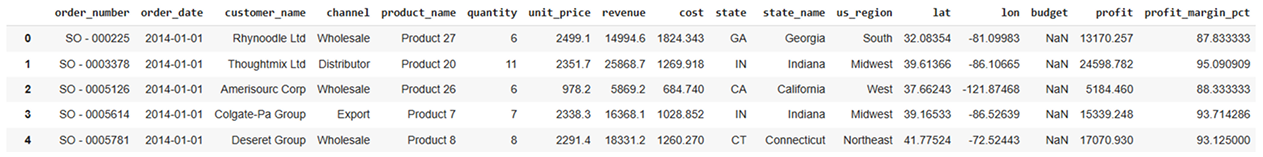 order_number order_date customer_name channel product_name quantity unit_price revenue cost state state_name us_region lat lon budget profit profit_margin_pct
0 SO - 000225 2014-01-01 Rhynoodle Ltd Wholesale Product 27 6 2499.1 14994.6 1824.343 GA Georgia South 32.08354 -81.09983 NaN 13170.257 87.833333
1 SO - 0003378 2014-01-01 Thoughtmix Ltd Distributor Product 20 11 2351.7 25868.7 1269.918 IN Indiana Midwest 39.61366 -86.10665 NaN 24598.782 95.090909
2 SO - 0005126 2014-01-01 Amerisourc Corp Wholesale Product 26 6 978.2 5869.2 684.740 CA California West 37.66243 -121.87468 NaN 5184.460 88.333333
3 SO - 0005614 2014-01-01 Colgate-Pa Group Export Product 7 7 2338.3 16368.1 1028.852 IN Indiana Midwest 39.16533 -86.52639 NaN 15339.248 93.714286
4 SO - 0005781 2014-01-01 Deseret Group Wholesale Product 8 8 2291.4 18331.2 1260.270 CT Connecticut Northeast 41.77524 -72.52443 NaN 17070.930 93.125000